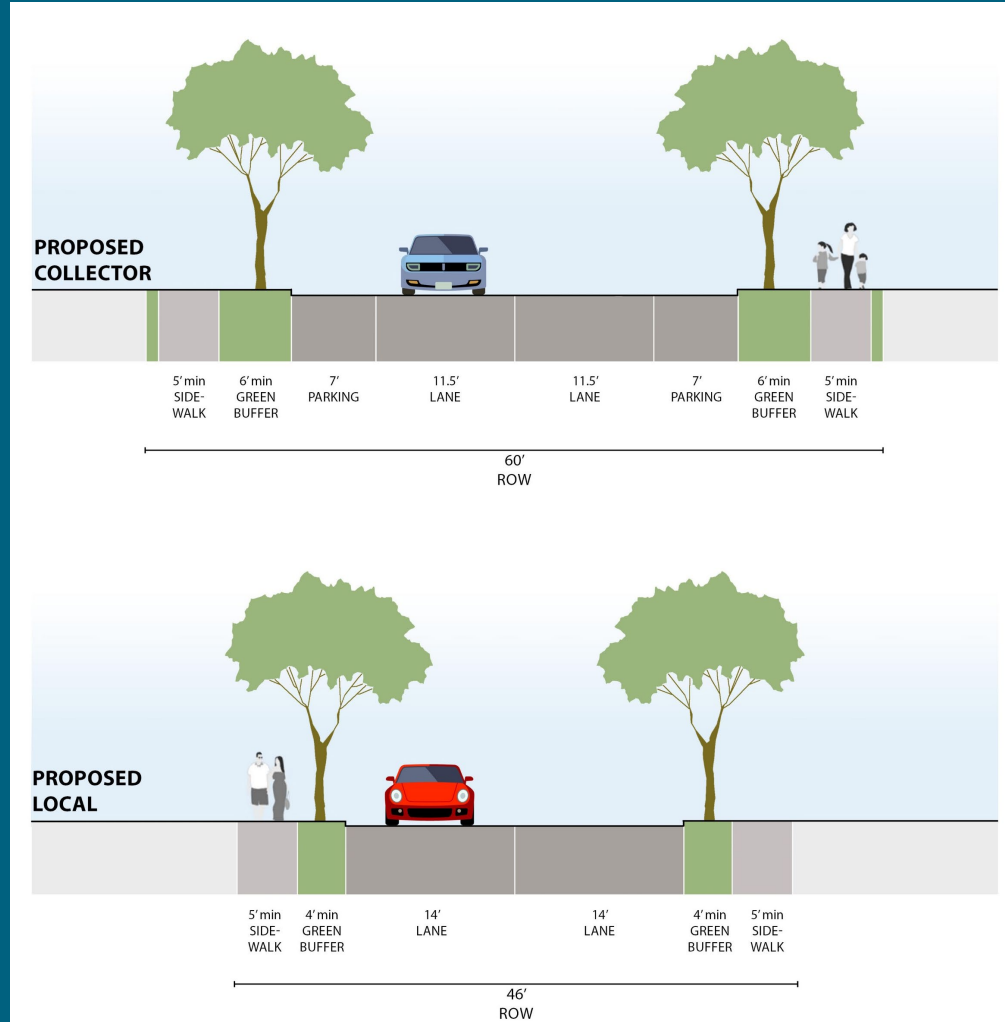 PROPOSED
COLLECTOR
5' min
SIDE-
WALK
6' min
GREEN
BUFFER
7'
PARKING
11.5'
LANE
11.5'
LANE
7'
PARKING
6' min
GREEN
BUFFER
5' min
SIDE-
WALK
60'
ROW
PROPOSED
LOCAL
5' min
SIDE-
WALK
4' min
GREEN
BUFFER
14'
LANE
14'
LANE
4' min
GREEN
BUFFER
5' min
SIDE-
WALK
46'
ROW